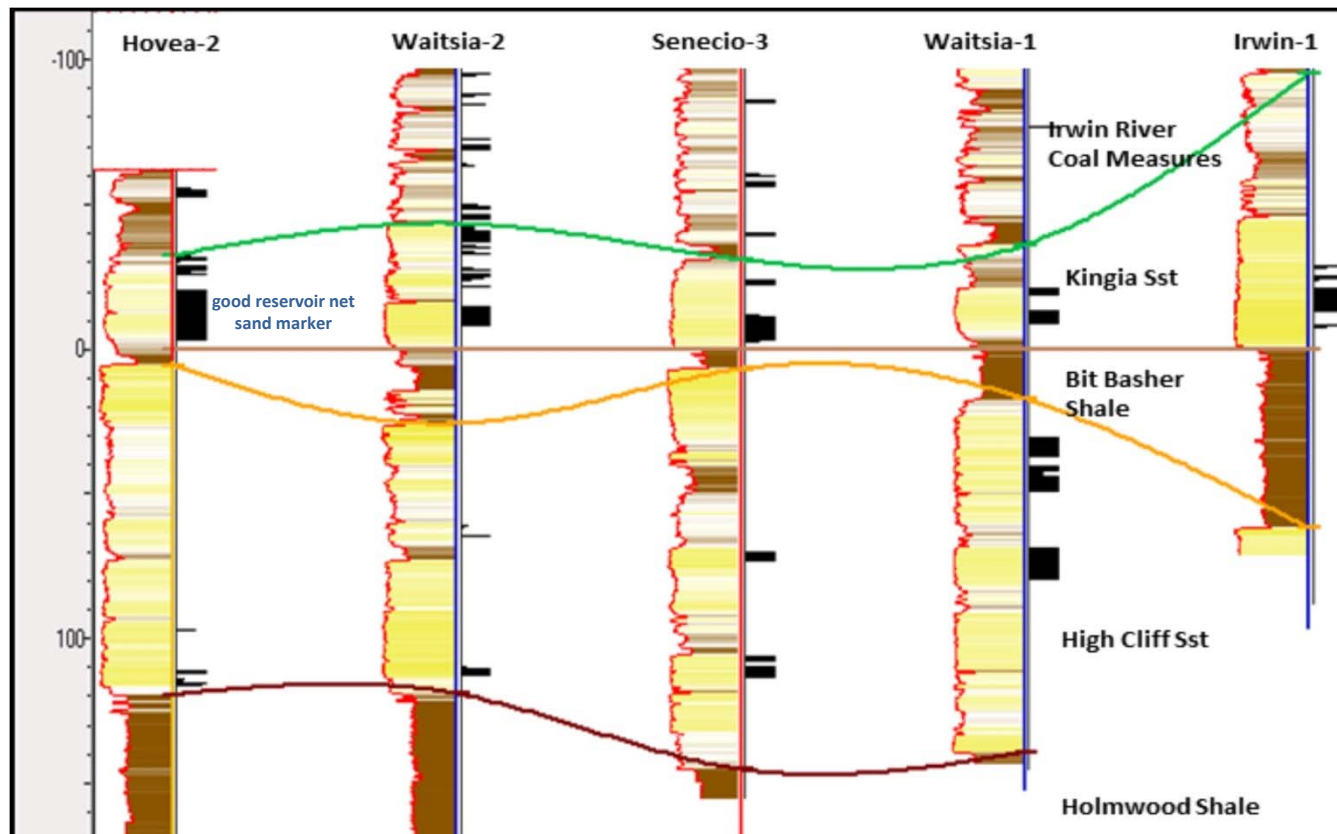 Hovea-2
Waitsia-2
Senecio-3
Waitsia-1
Irwin-1
-100
Irwin River
Coal Measures
Kingia Sst
good reservoir net
sand marker
0
Bit Basher
Shale
100
High Cliff Sst
Holmwood Shale